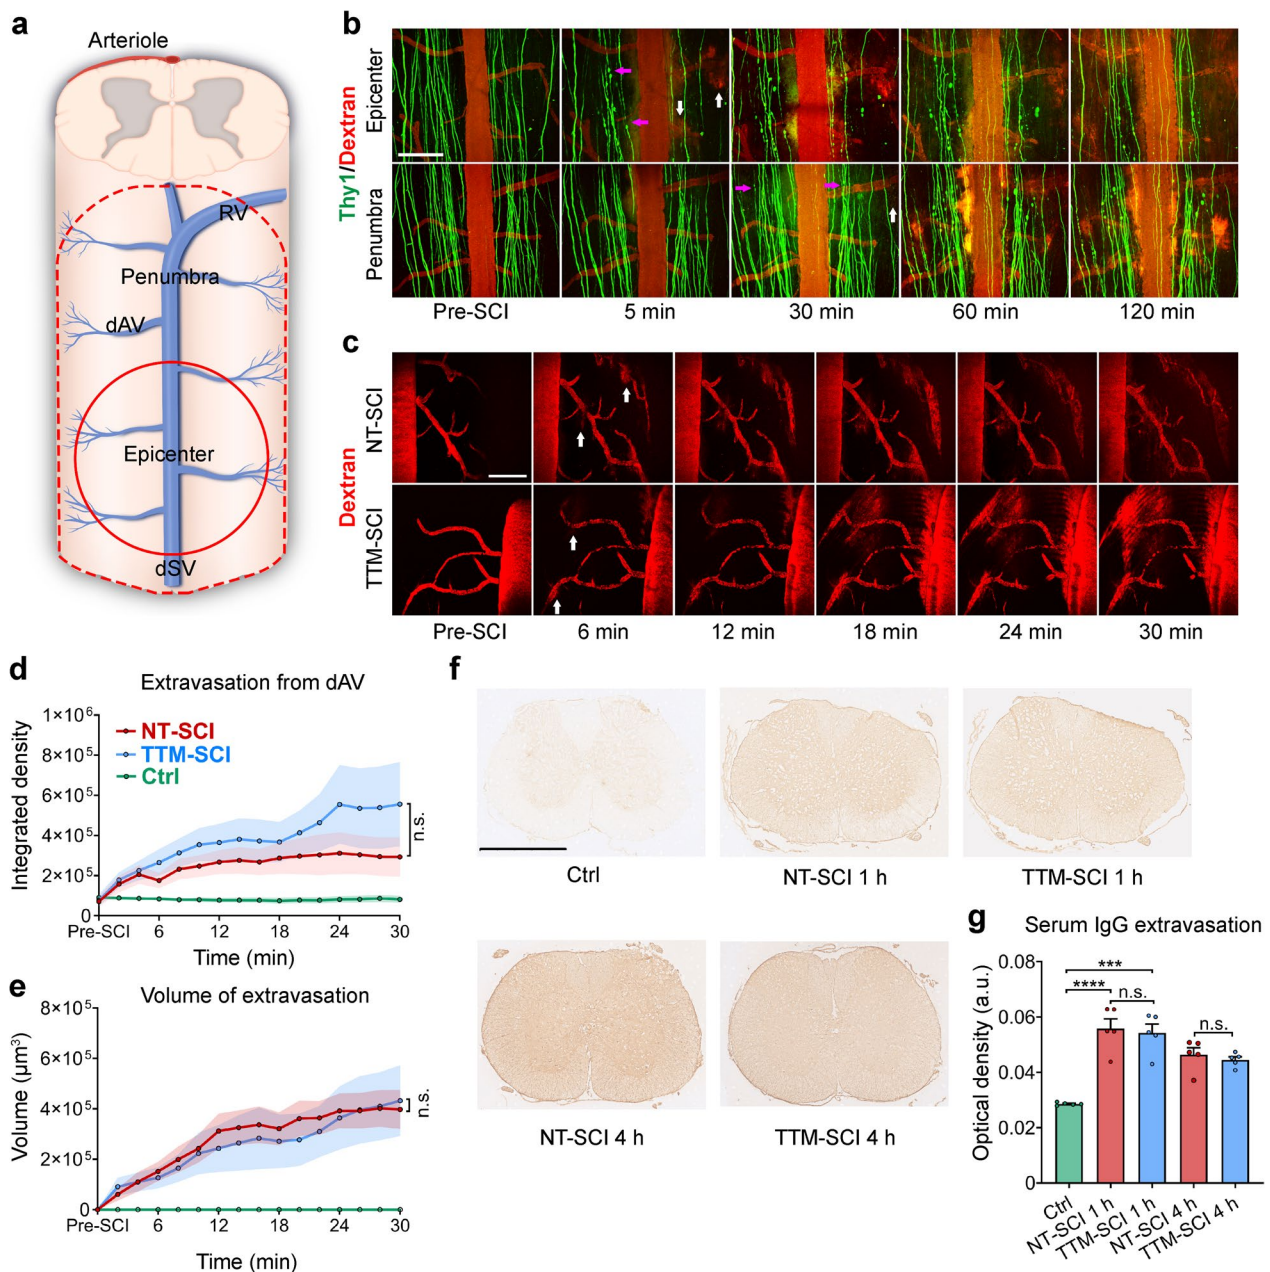 a
Arteriole
RV
Penumbra
dAV
Epicenter
dSV
b
Thy1/Dextran
Epicenter
Penumbra
Pre-SCI
5 min
30 min
60 min
120 min
c
Dextran
NT-SCI
TTM-SCI
Pre-SCI
6 min
12 min
18 min
24 min
30 min
d
Extravasation from dAV
Integrated density
1×10⁶
8×10⁵
6×10⁵
4×10⁵
2×10⁵
0
NT-SCI
TTM-SCI
Ctrl
n.s.
Pre-SCI 6 12 18 24 30
Time (min)
e
Volume of extravasation
Volume (μm³)
8×10⁵
6×10⁵
4×10⁵
2×10⁵
0
n.s.
Pre-SCI 6 12 18 24 30
Time (min)
f
Ctrl
NT-SCI 1 h
TTM-SCI 1 h
NT-SCI 4 h
TTM-SCI 4 h
g
Serum IgG extravasation
Optical density (a.u.)
0.08
0.06
0.04
0.02
0
***
****
n.s.
n.s.
Ctrl
NT-SCI 1 h
TTM-SCI 1 h
NT-SCI 4 h
TTM-SCI 4 h